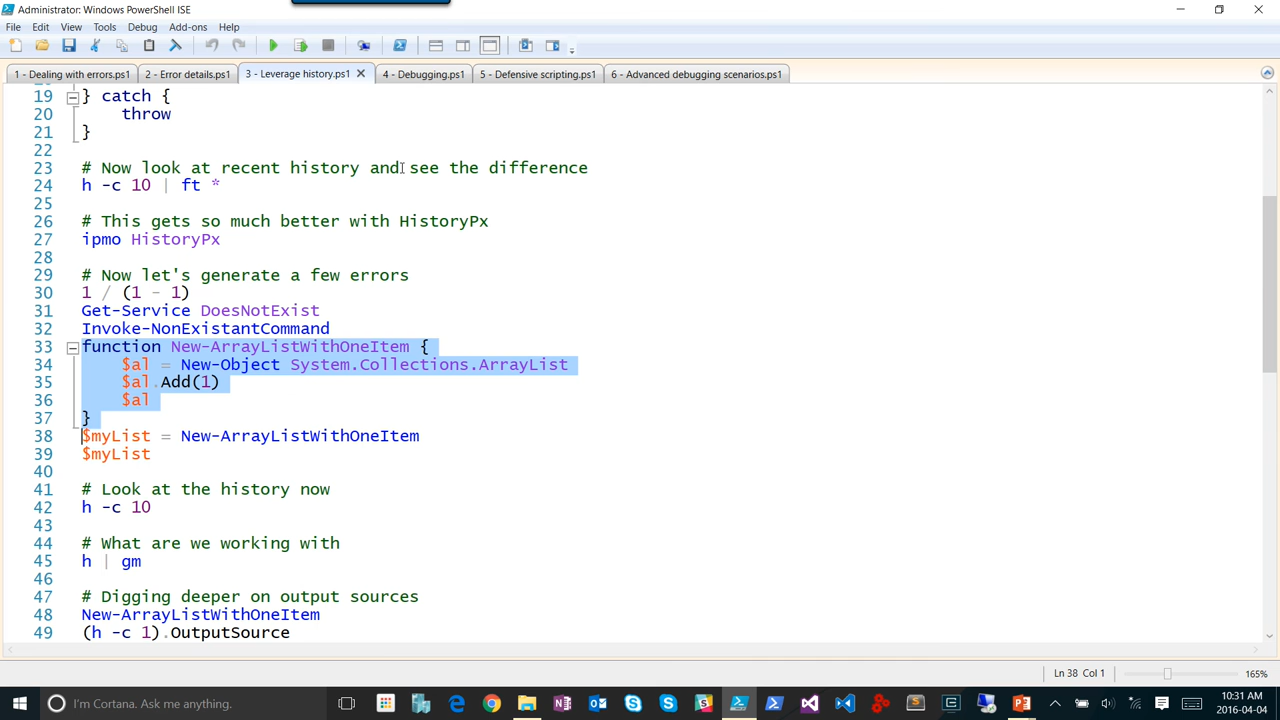 Administrator: Windows PowerShell ISE
File Edit View Tools Debug Add-ons Help
1 - Dealing with errors.ps1 2 - Error details.ps1 3 - Leverage history.ps1 4 - Debugging.ps1 5 - Defensive scripting.ps1 6 - Advanced debugging scenarios.ps1
19 } catch {
20 throw
21 }
22
23 # Now look at recent history and see the difference
24 h -c 10 | ft *
25
26 # This gets so much better with HistoryPx
27 ipmo HistoryPx
28
29 # Now let's generate a few errors
30 1 / (1 - 1)
31 Get-Service DoesNotExist
32 Invoke-NonExistantCommand
33 function New-ArrayListWithOneItem {
34 $al = New-Object System.Collections.ArrayList
35 $al.Add(1)
36 $al
37 }
38 $myList = New-ArrayListWithOneItem
39 $myList
40
41 # Look at the history now
42 h -c 10
43
44 # What are we working with
45 h | gm
46
47 # Digging deeper on output sources
48 New-ArrayListWithOneItem
49 (h -c 1).OutputSource
Ln 38 Col 1 165%
I'm Cortana. Ask me anything.
10:31 AM
2016-04-04